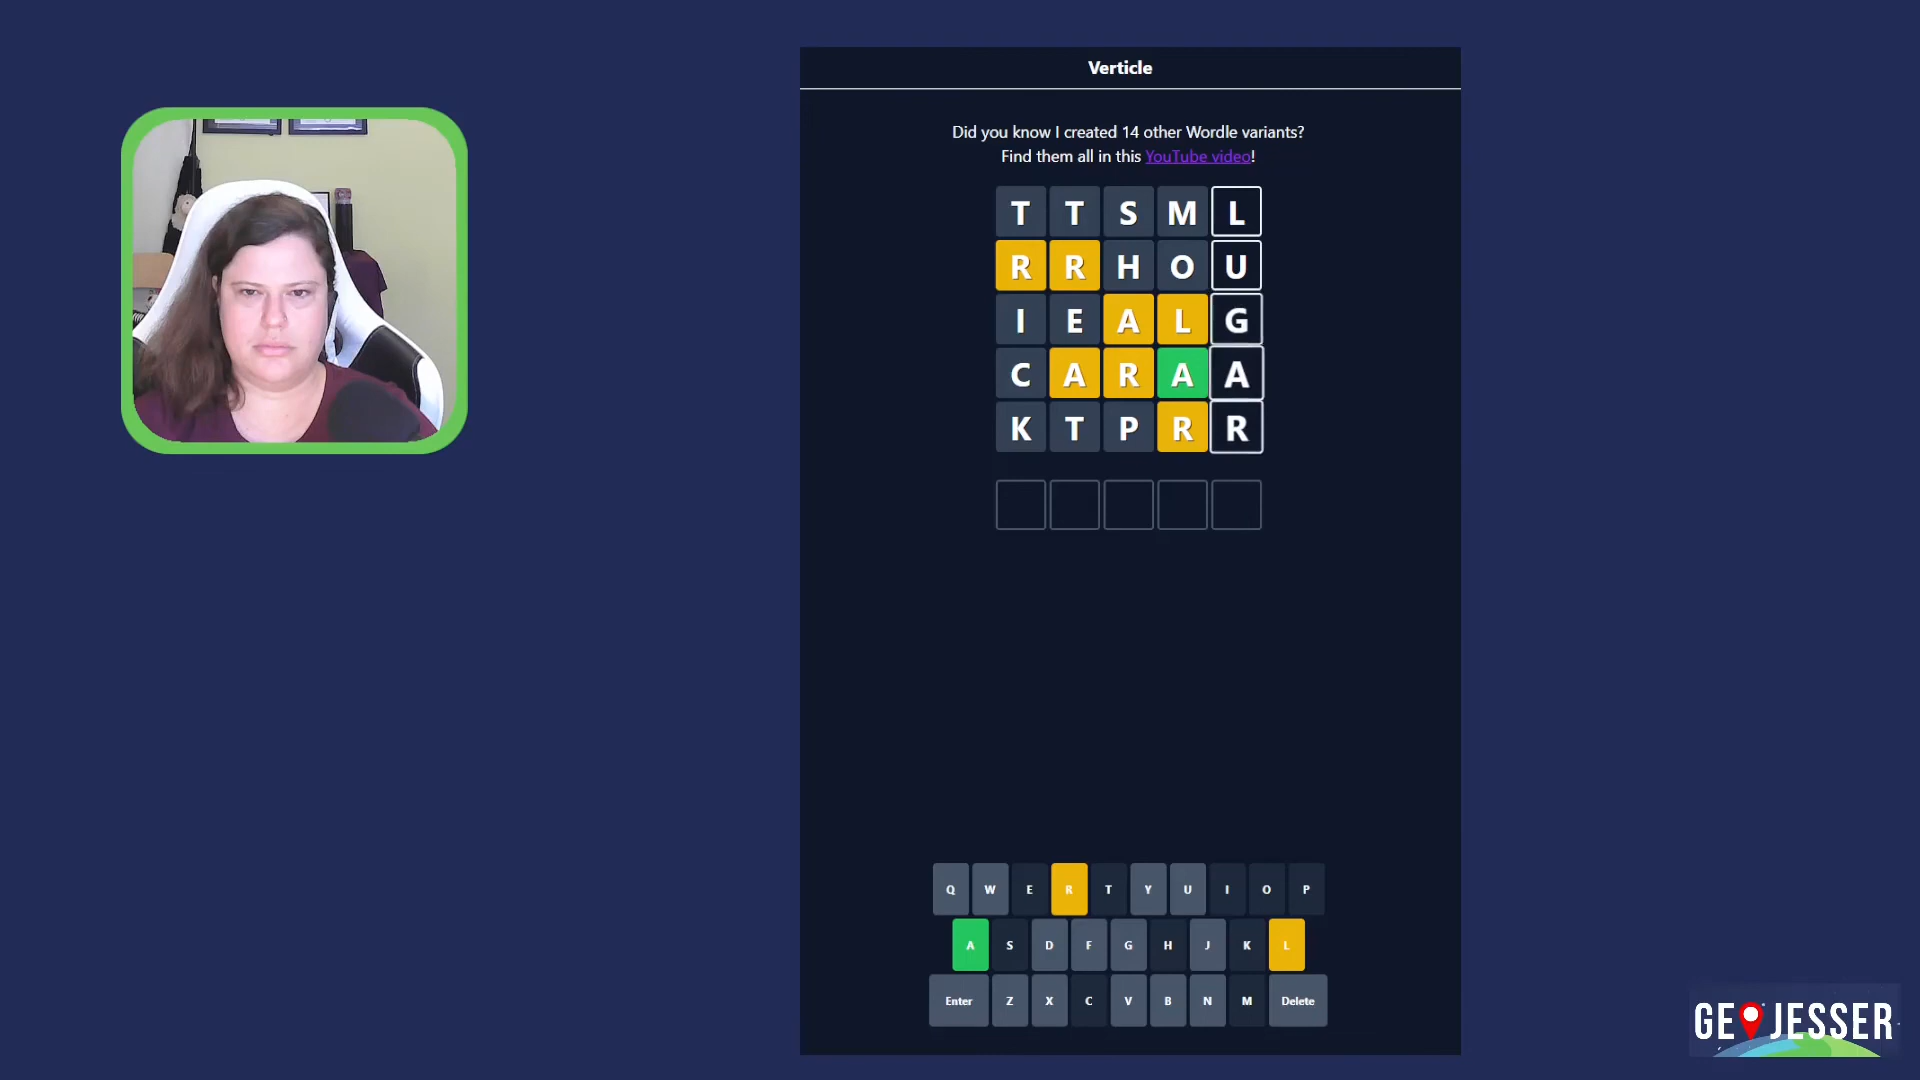 Verticle
Did you know I created 14 other Wordle variants?
Find them all in this YouTube video!
T T S M L
R R H O U
I E A L G
C A R A A
K T P R R
Q W E R T Y U I O P
A S D F G H J K L
Enter Z X C V B N M Delete
GEOJESSER